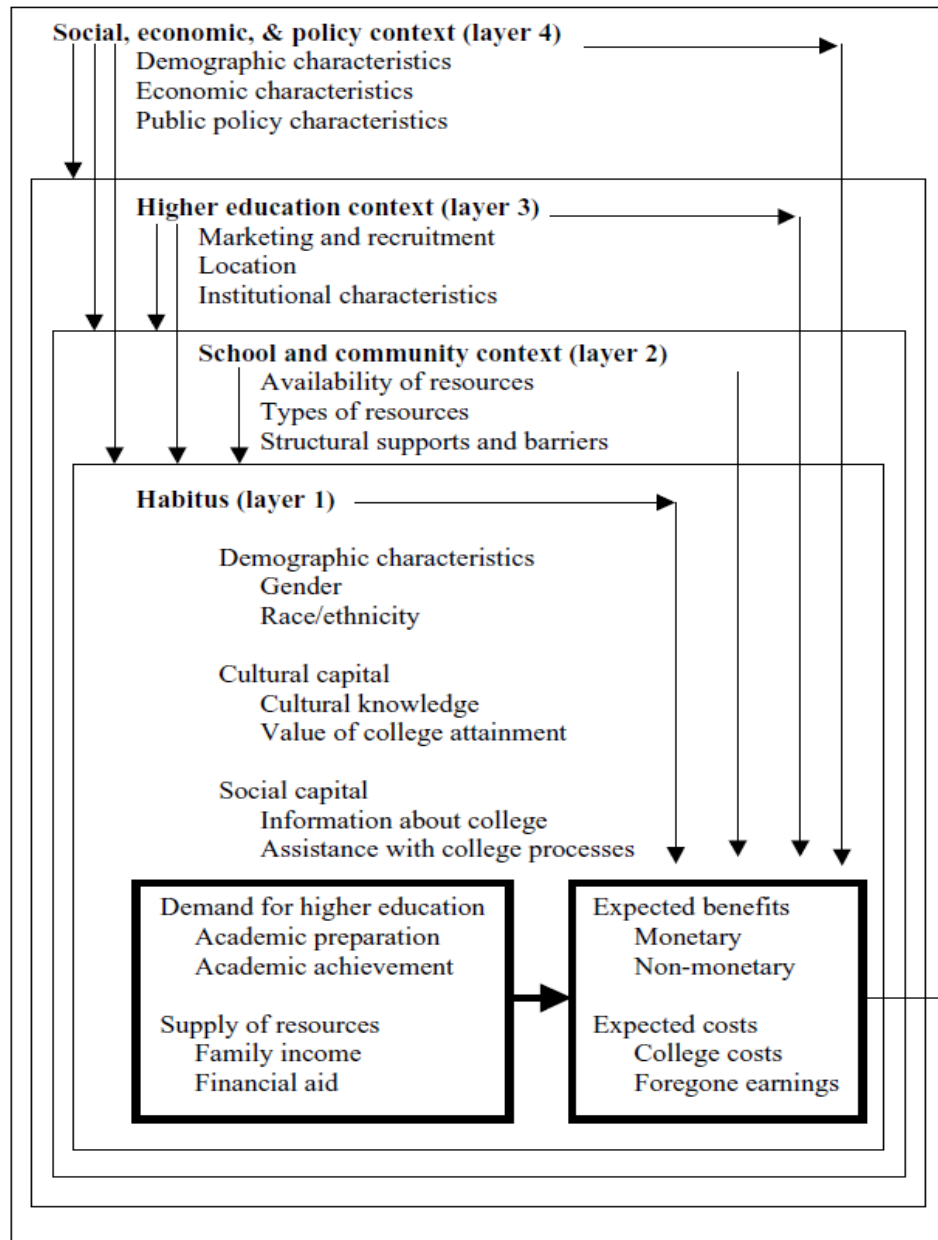 Social, economic, & policy context (layer 4)
Demographic characteristics
Economic characteristics
Public policy characteristics
Higher education context (layer 3)
Marketing and recruitment
Location
Institutional characteristics
School and community context (layer 2)
Availability of resources
Types of resources
Structural supports and barriers
Habitus (layer 1)
Demographic characteristics
Gender
Race/ethnicity
Cultural capital
Cultural knowledge
Value of college attainment
Social capital
Information about college
Assistance with college processes
Demand for higher education
Academic preparation
Academic achievement
Supply of resources
Family income
Financial aid
Expected benefits
Monetary
Non-monetary
Expected costs
College costs
Foregone earnings